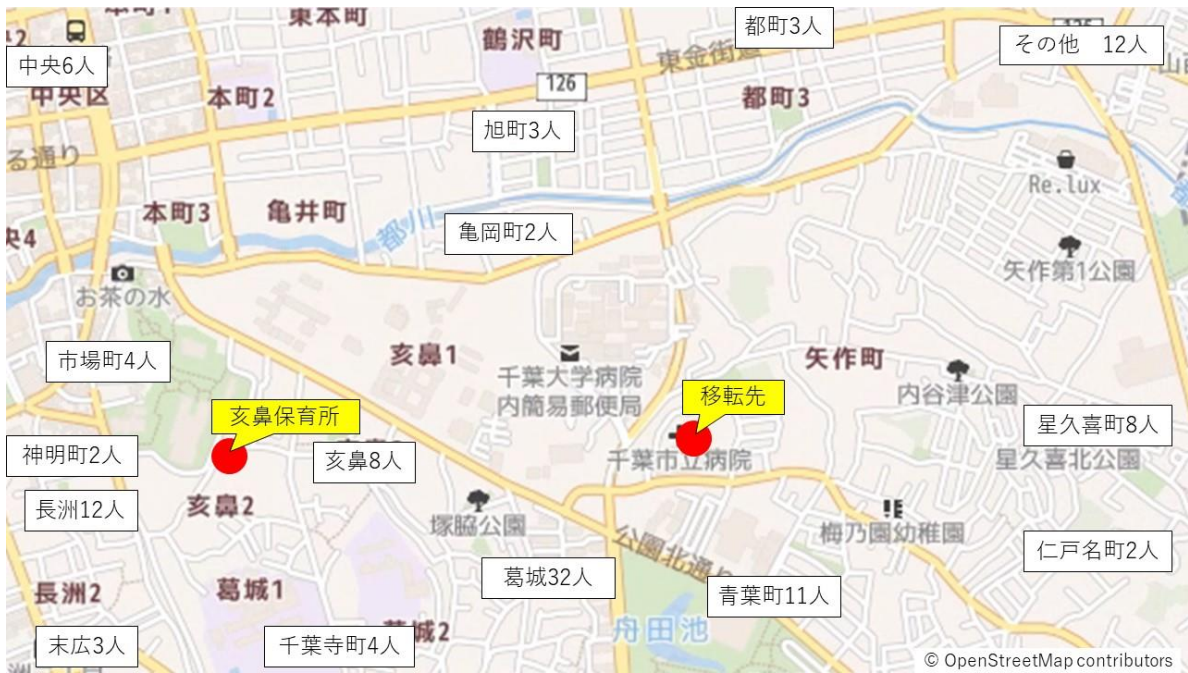 本町1
東本町
鶴沢町
都町3人
126
その他　12人
中央6人
中央区
本町2
126
東金街道
都町3
旭町3人
Re.lux
本町3
亀井町
都川
亀岡町2人
お茶の水
矢作第1公園
市場町4人
亥鼻1
千葉大学病院
内簡易郵便局
矢作町
内谷津公園
移転先
亥鼻保育所
神明町2人
亥鼻8人
千葉市立病院
星久喜町8人
星久喜北公園
長洲12人
亥鼻2
塚脇公園
梅乃園幼稚園
公園北通り
仁戸名町2人
長洲2
葛城1
葛城32人
青葉町11人
末広3人
千葉寺町4人
葛城2
舟田池
© OpenStreetMap contributors